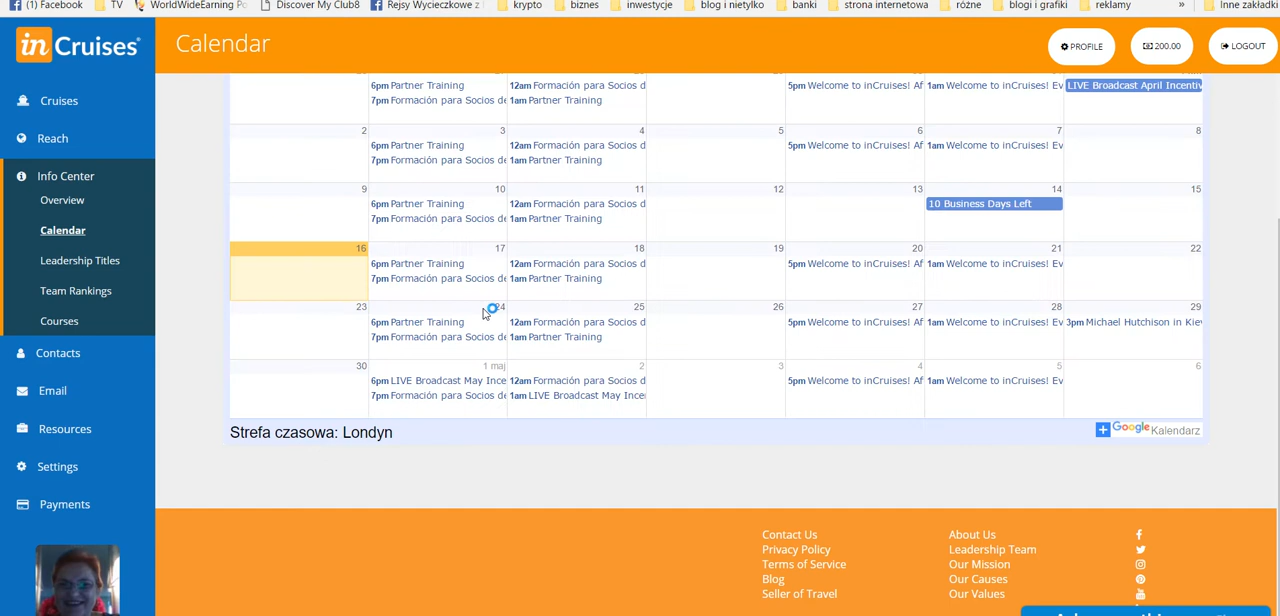 (1) Facebook TV WorldWideEarning Po Discover My Club8 Rejsy Wycieczkowe z krypto biznes inwestycje blog i nietylko banki strona internetowa różne blogi i grafiki reklamy » Inne zakładki
inCruises® Calendar PROFILE 200.00 LOGOUT
Cruises
Reach
Info Center
Overview
Calendar
Leadership Titles
Team Rankings
Courses
Contacts
Email
Resources
Settings
Payments
6pm Partner Training 12am Formación para Socios d 5pm Welcome to inCruises! Af 1am Welcome to inCruises! Ev LIVE Broadcast April Incentiv
7pm Formación para Socios de 1am Partner Training
2 3 4 5 6 7 8
6pm Partner Training 12am Formación para Socios d 5pm Welcome to inCruises! Af 1am Welcome to inCruises! Ev
7pm Formación para Socios de 1am Partner Training
9 10 11 12 13 14 15
6pm Partner Training 12am Formación para Socios d 10 Business Days Left
7pm Formación para Socios de 1am Partner Training
16 17 18 19 20 21 22
6pm Partner Training 12am Formación para Socios d 5pm Welcome to inCruises! Af 1am Welcome to inCruises! Ev
7pm Formación para Socios de 1am Partner Training
23 24 25 26 27 28 29
6pm Partner Training 12am Formación para Socios d 5pm Welcome to inCruises! Af 1am Welcome to inCruises! Ev 3pm Michael Hutchison in Kiev
7pm Formación para Socios de 1am Partner Training
30 1 maj 2 3 4 5 6
6pm LIVE Broadcast May Ince 12am Formación para Socios d 5pm Welcome to inCruises! Af 1am Welcome to inCruises! Ev
7pm Formación para Socios de 1am LIVE Broadcast May Incer
Strefa czasowa: Londyn
Google Kalendarz
Contact Us About Us
Privacy Policy Leadership Team
Terms of Service Our Mission
Blog Our Causes
Seller of Travel Our Values